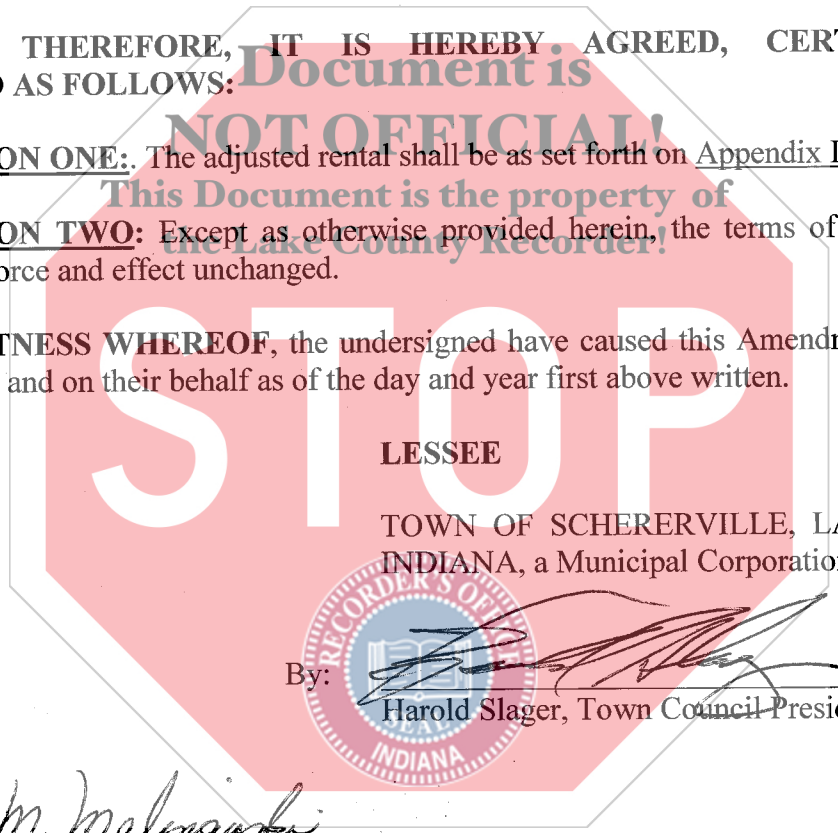 THEREFORE, IT IS HEREBY AGREED, CERT
AS FOLLOWS:
Document is
NOT OFFICIAL!
ON ONE:. The adjusted rental shall be as set forth on Appendix I
This Document is the property of
ON TWO: Except as otherwise provided herein, the terms of
the Lake County Recorder!
orce and effect unchanged.
STOP
TNESS WHEREOF, the undersigned have caused this Amendm
and on their behalf as of the day and year first above written.
LESSEE
TOWN OF SCHERERVILLE, LA
INDIANA, a Municipal Corporation
RECORDER'S OFFICE
SEAL
INDIANA
By:
Harold Slager, Town Council Presid